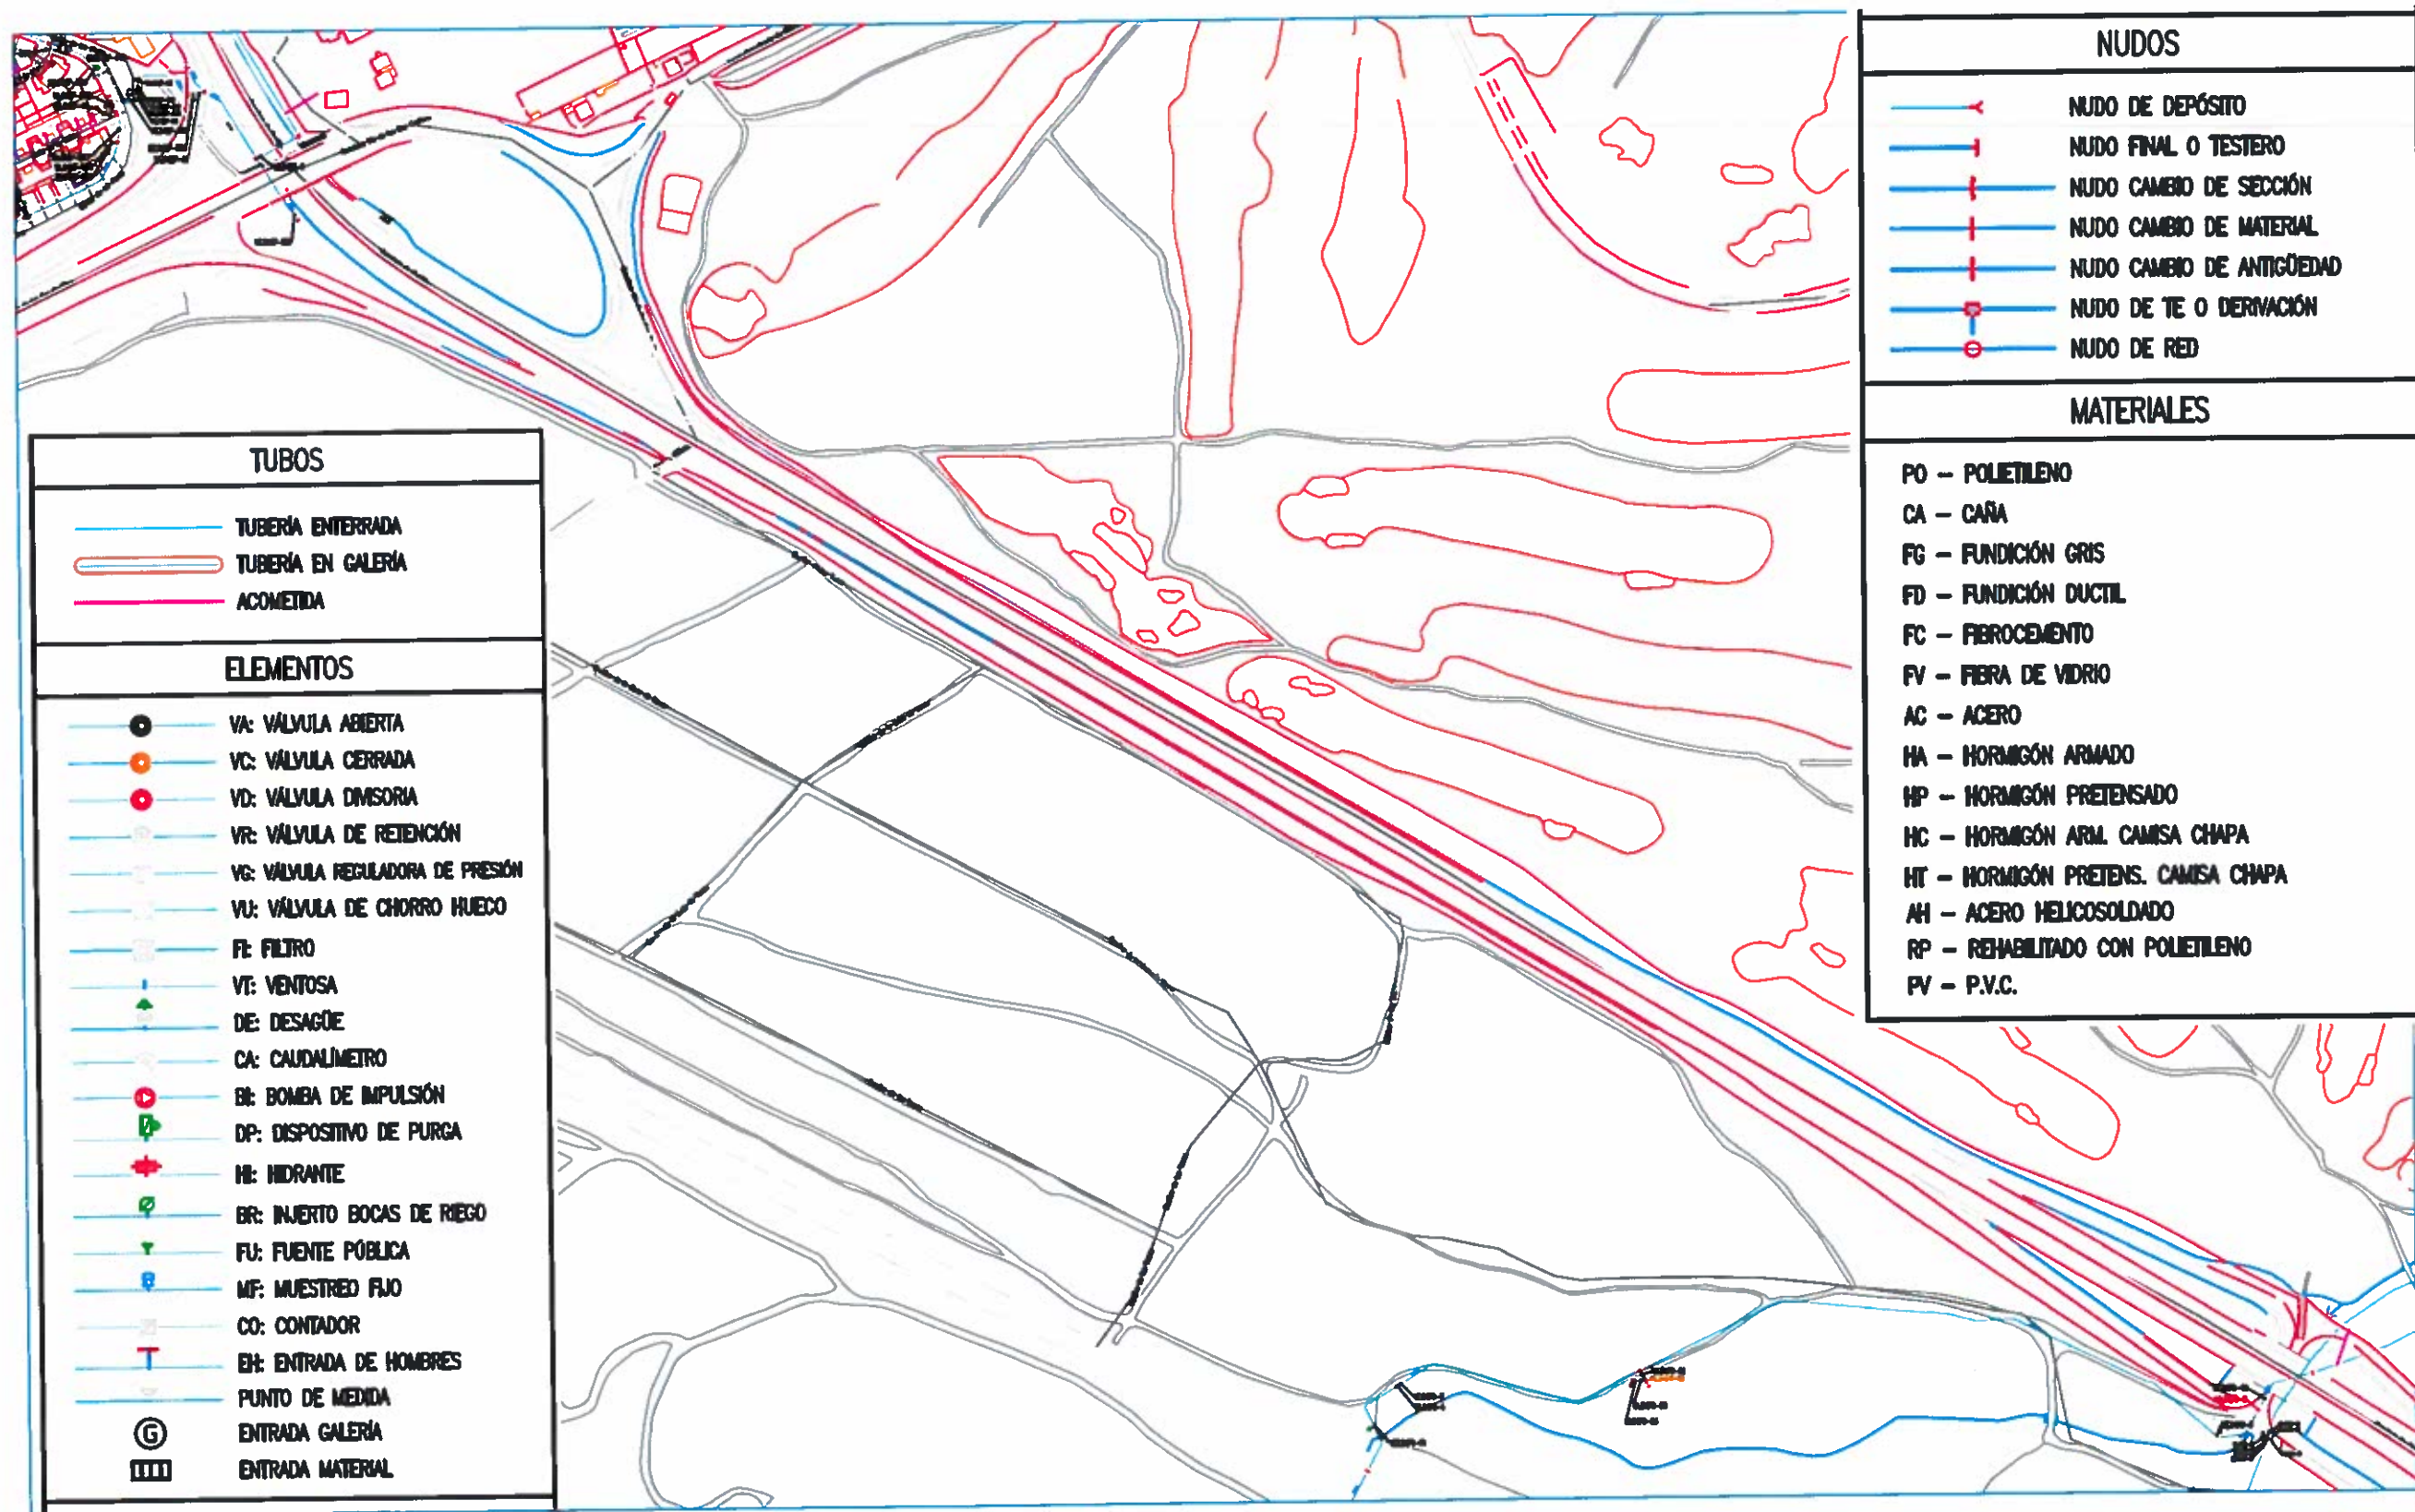 TUBOS
TUBERÍA ENTERRADA
TUBERÍA EN GALERÍA
ACOMETIDA
ELEMENTOS
VA: VÁLVULA ABIERTA
VC: VÁLVULA CERRADA
VD: VÁLVULA DIVISORIA
VR: VÁLVULA DE RETENCIÓN
VG: VÁLVULA REGULADORA DE PRESIÓN
VU: VÁLVULA DE CHORRO HUECO
FI: FILTRO
VT: VENTOSA
DE: DESAGÜE
CA: CAUDALÍMETRO
BI: BOMBA DE IMPULSIÓN
DP: DISPOSITIVO DE PURGA
HI: HIDRANTE
BR: INJERTO BOCAS DE RIEGO
FU: FUENTE PÚBLICA
MF: MUESTREO FIJO
CO: CONTADOR
EH: ENTRADA DE HOMBRES
PUNTO DE MEDIDA
G ENTRADA GALERÍA
ENTRADA MATERIAL
NUDOS
NUDO DE DEPÓSITO
NUDO FINAL O TESTERO
NUDO CAMBIO DE SECCIÓN
NUDO CAMBIO DE MATERIAL
NUDO CAMBIO DE ANTIGÜEDAD
NUDO DE TE O DERIVACIÓN
NUDO DE RED
MATERIALES
PO – POLIETILENO
CA – CAÑA
FG – FUNDICIÓN GRIS
FD – FUNDICIÓN DUCTIL
FC – FIBROCEMENTO
FV – FIBRA DE VIDRIO
AC – ACERO
HA – HORMIGÓN ARMADO
HP – HORMIGÓN PRETENSADO
HC – HORMIGÓN ARM. CAMISA CHAPA
HT – HORMIGÓN PRETENS. CAMISA CHAPA
AH – ACERO HELICOSOLDADO
RP – REHABILITADO CON POLIETILENO
PV – P.V.C.